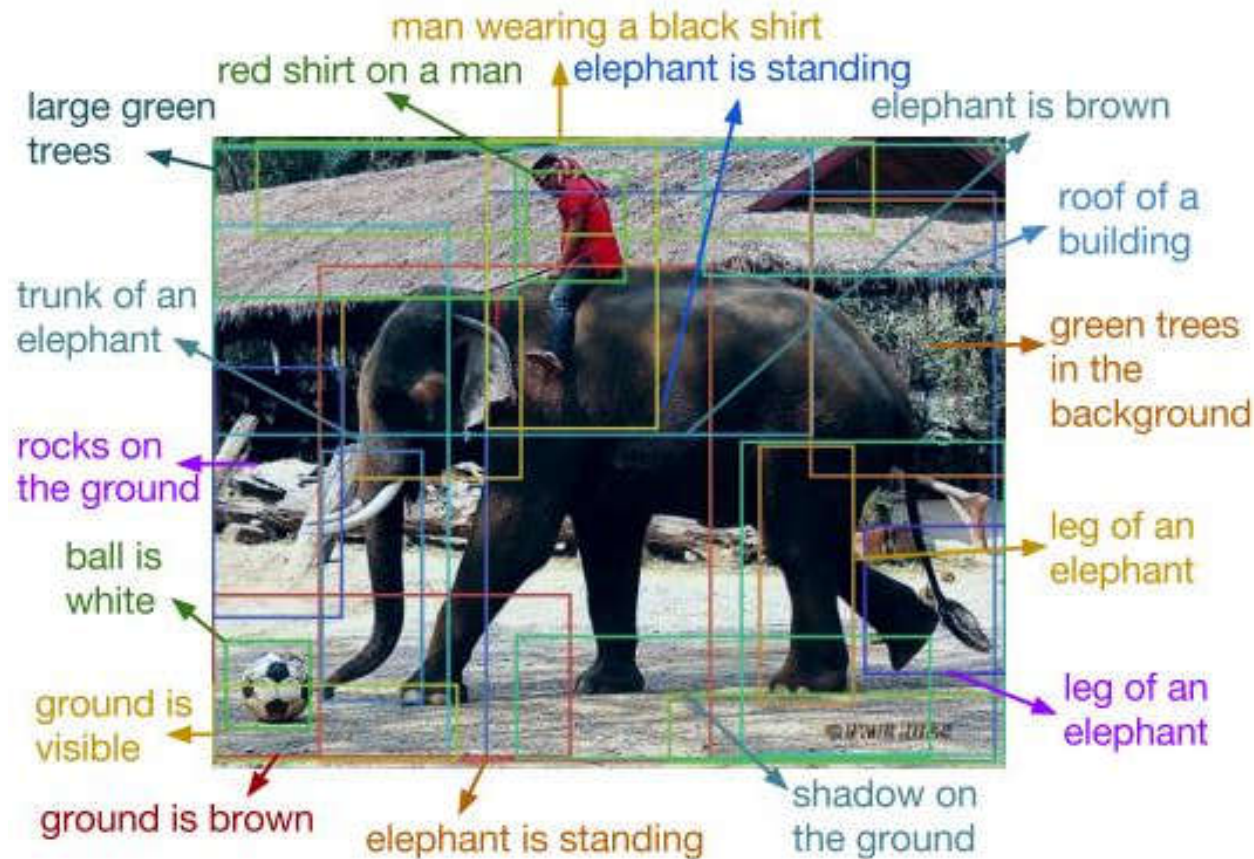 man wearing a black shirt
red shirt on a man
elephant is standing
large green
trees
elephant is brown
roof of a
building
trunk of an
elephant
green trees
in the
background
rocks on
the ground
leg of an
elephant
ball is
white
leg of an
elephant
ground is
visible
shadow on
the ground
ground is brown
elephant is standing